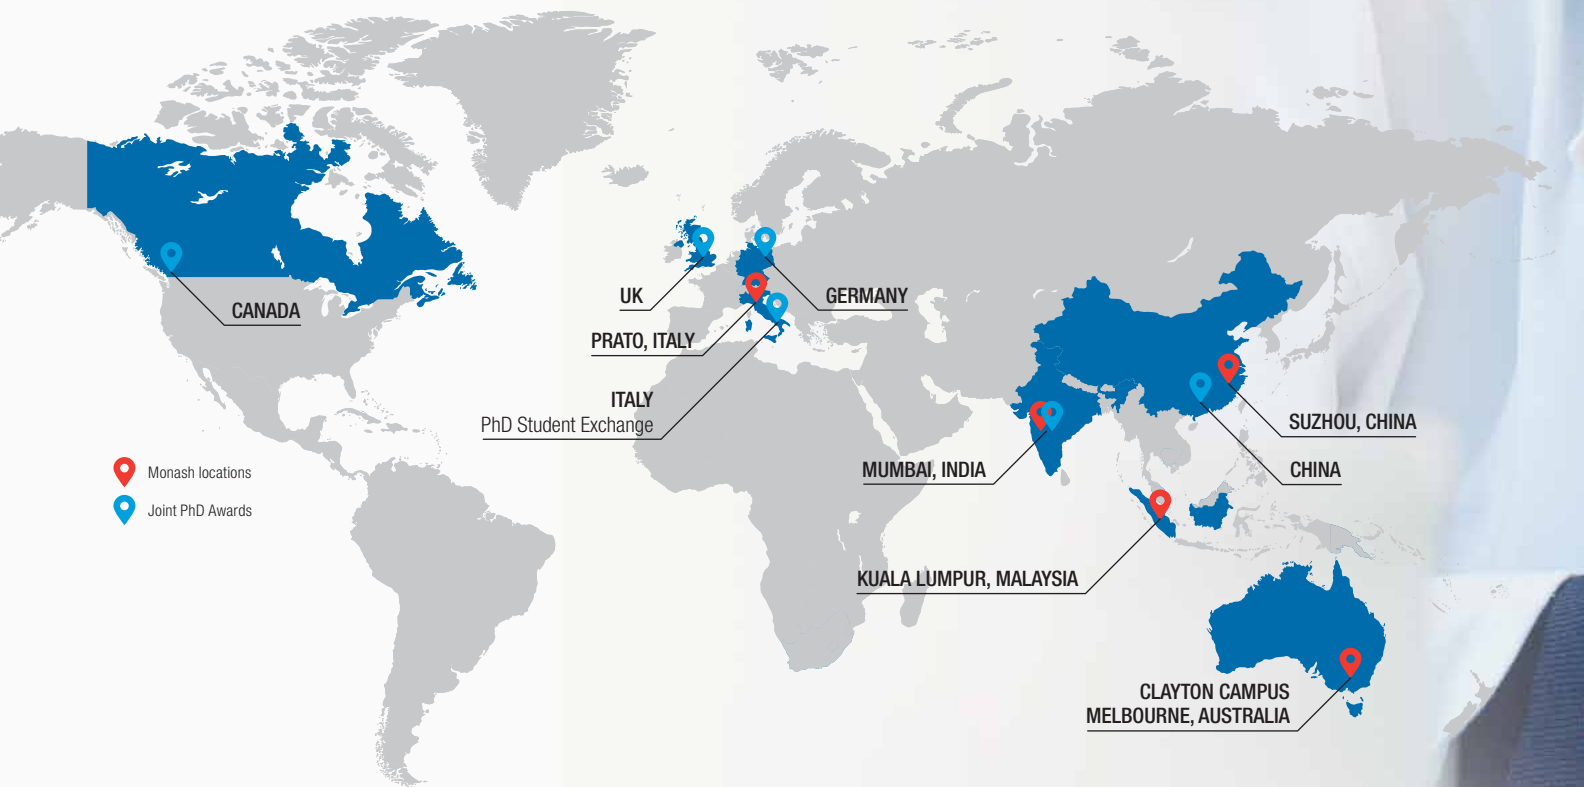 CANADA
UK
GERMANY
PRATO, ITALY
ITALY
PhD Student Exchange
SUZHOU, CHINA
MUMBAI, INDIA
CHINA
Monash locations
Joint PhD Awards
KUALA LUMPUR, MALAYSIA
CLAYTON CAMPUS
MELBOURNE, AUSTRALIA